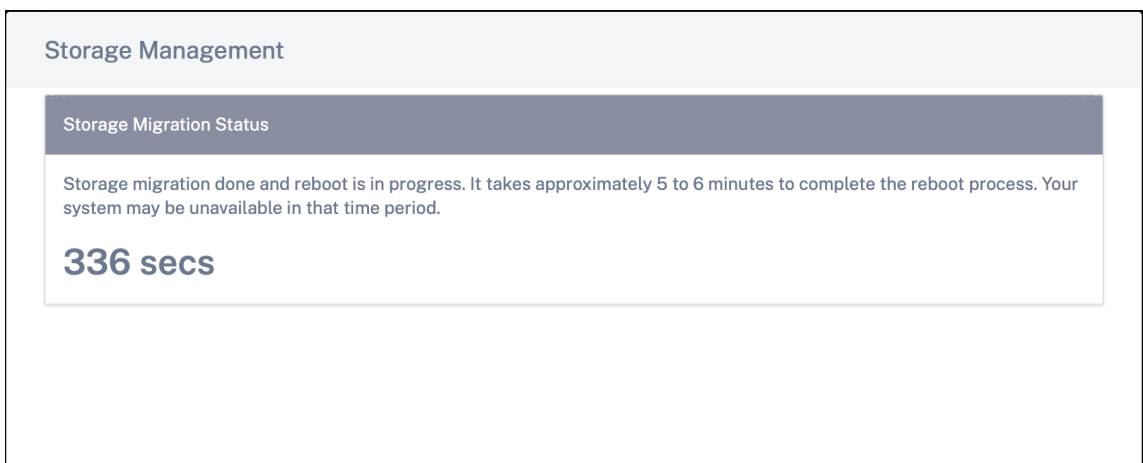 Storage Management
Storage Migration Status
Storage migration done and reboot is in progress. It takes approximately 5 to 6 minutes to complete the reboot process. Your
system may be unavailable in that time period.
336 secs